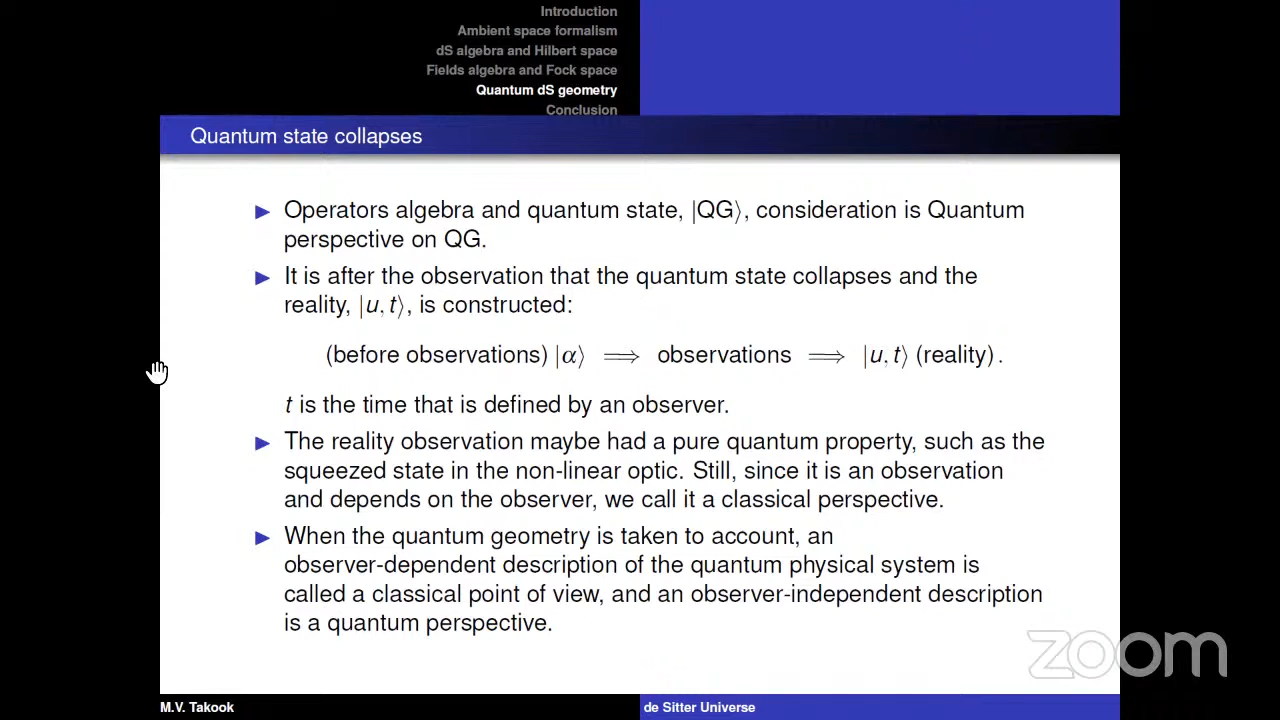 Introduction
Ambient space formalism
dS algebra and Hilbert space
Fields algebra and Fock space
Quantum dS geometry
Conclusion
Quantum state collapses
Operators algebra and quantum state, |QG⟩, consideration is Quantum
perspective on QG.
It is after the observation that the quantum state collapses and the
reality, |u, t⟩, is constructed:
(before observations) |α⟩ ⟹ observations ⟹ |u, t⟩ (reality).
t is the time that is defined by an observer.
The reality observation maybe had a pure quantum property, such as the
squeezed state in the non-linear optic. Still, since it is an observation
and depends on the observer, we call it a classical perspective.
When the quantum geometry is taken to account, an
observer-dependent description of the quantum physical system is
called a classical point of view, and an observer-independent description
is a quantum perspective.
zoom
M.V. Takook
de Sitter Universe